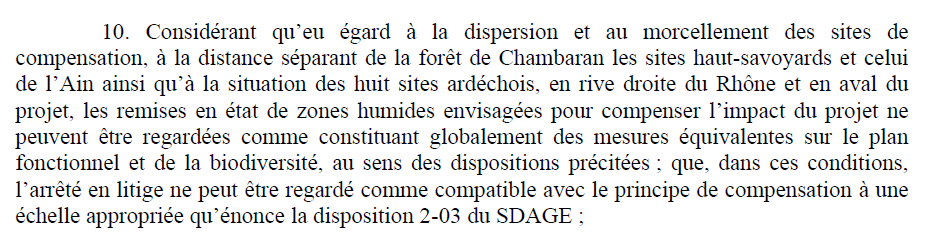 10. Considérant qu’eu égard à la dispersion et au morcellement des sites de
compensation, à la distance séparant de la forêt de Chambaran les sites haut-savoyards et celui
de l’Ain ainsi qu’à la situation des huit sites ardéchois, en rive droite du Rhône et en aval du
projet, les remises en état de zones humides envisagées pour compenser l’impact du projet ne
peuvent être regardées comme constituant globalement des mesures équivalentes sur le plan
fonctionnel et de la biodiversité, au sens des dispositions précitées ; que, dans ces conditions,
l’arrêté en litige ne peut être regardé comme compatible avec le principe de compensation à une
échelle appropriée qu’énonce la disposition 2-03 du SDAGE ;